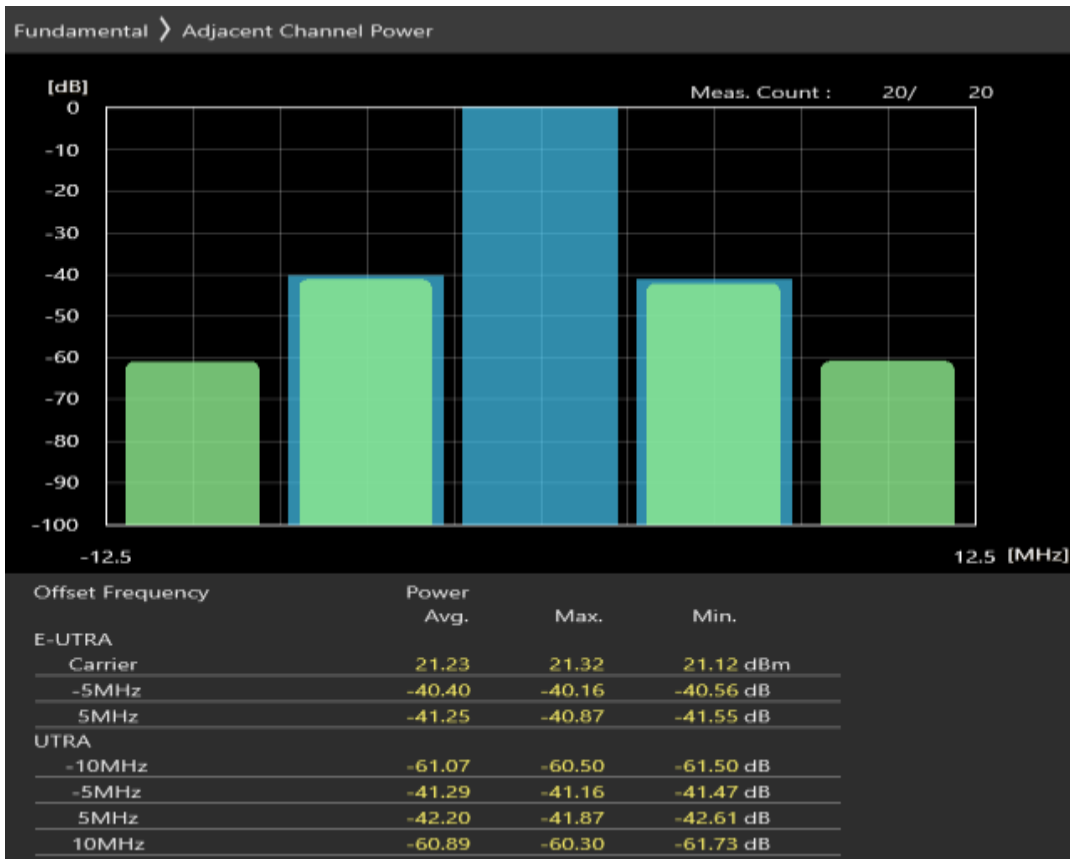 Fundamental ❯ Adjacent Channel Power
[dB]
Meas. Count : 20/ 20
0
-10
-20
-30
-40
-50
-60
-70
-80
-90
-100
-12.5 12.5 [MHz]
Offset Frequency Power
Avg. Max. Min.
E-UTRA
Carrier 21.23 21.32 21.12 dBm
-5MHz -40.40 -40.16 -40.56 dB
5MHz -41.25 -40.87 -41.55 dB
UTRA
-10MHz -61.07 -60.50 -61.50 dB
-5MHz -41.29 -41.16 -41.47 dB
5MHz -42.20 -41.87 -42.61 dB
10MHz -60.89 -60.30 -61.73 dB